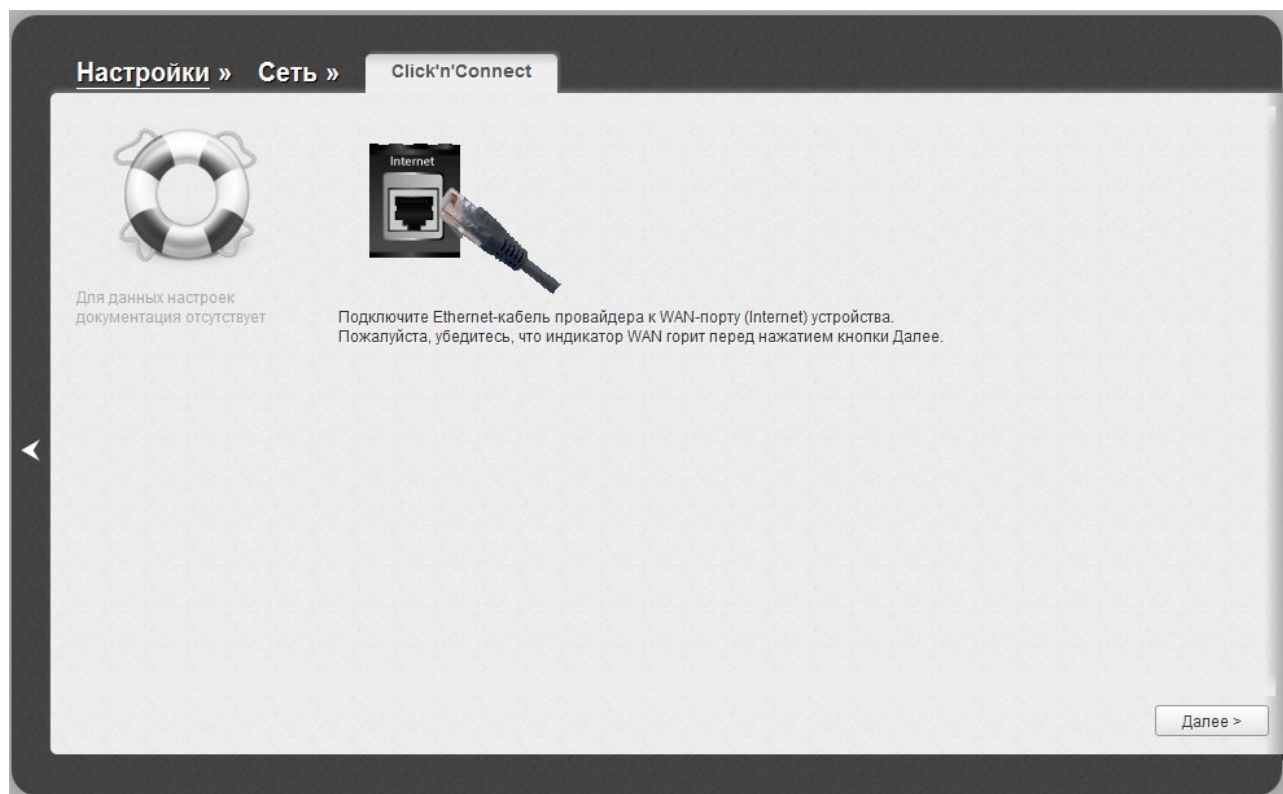 Настройки » Сеть » Click'n'Connect
Internet
Для данных настроек
документация отсутствует
Подключите Ethernet-кабель провайдера к WAN-порту (Internet) устройства.
Пожалуйста, убедитесь, что индикатор WAN горит перед нажатием кнопки Далее.
Далее >